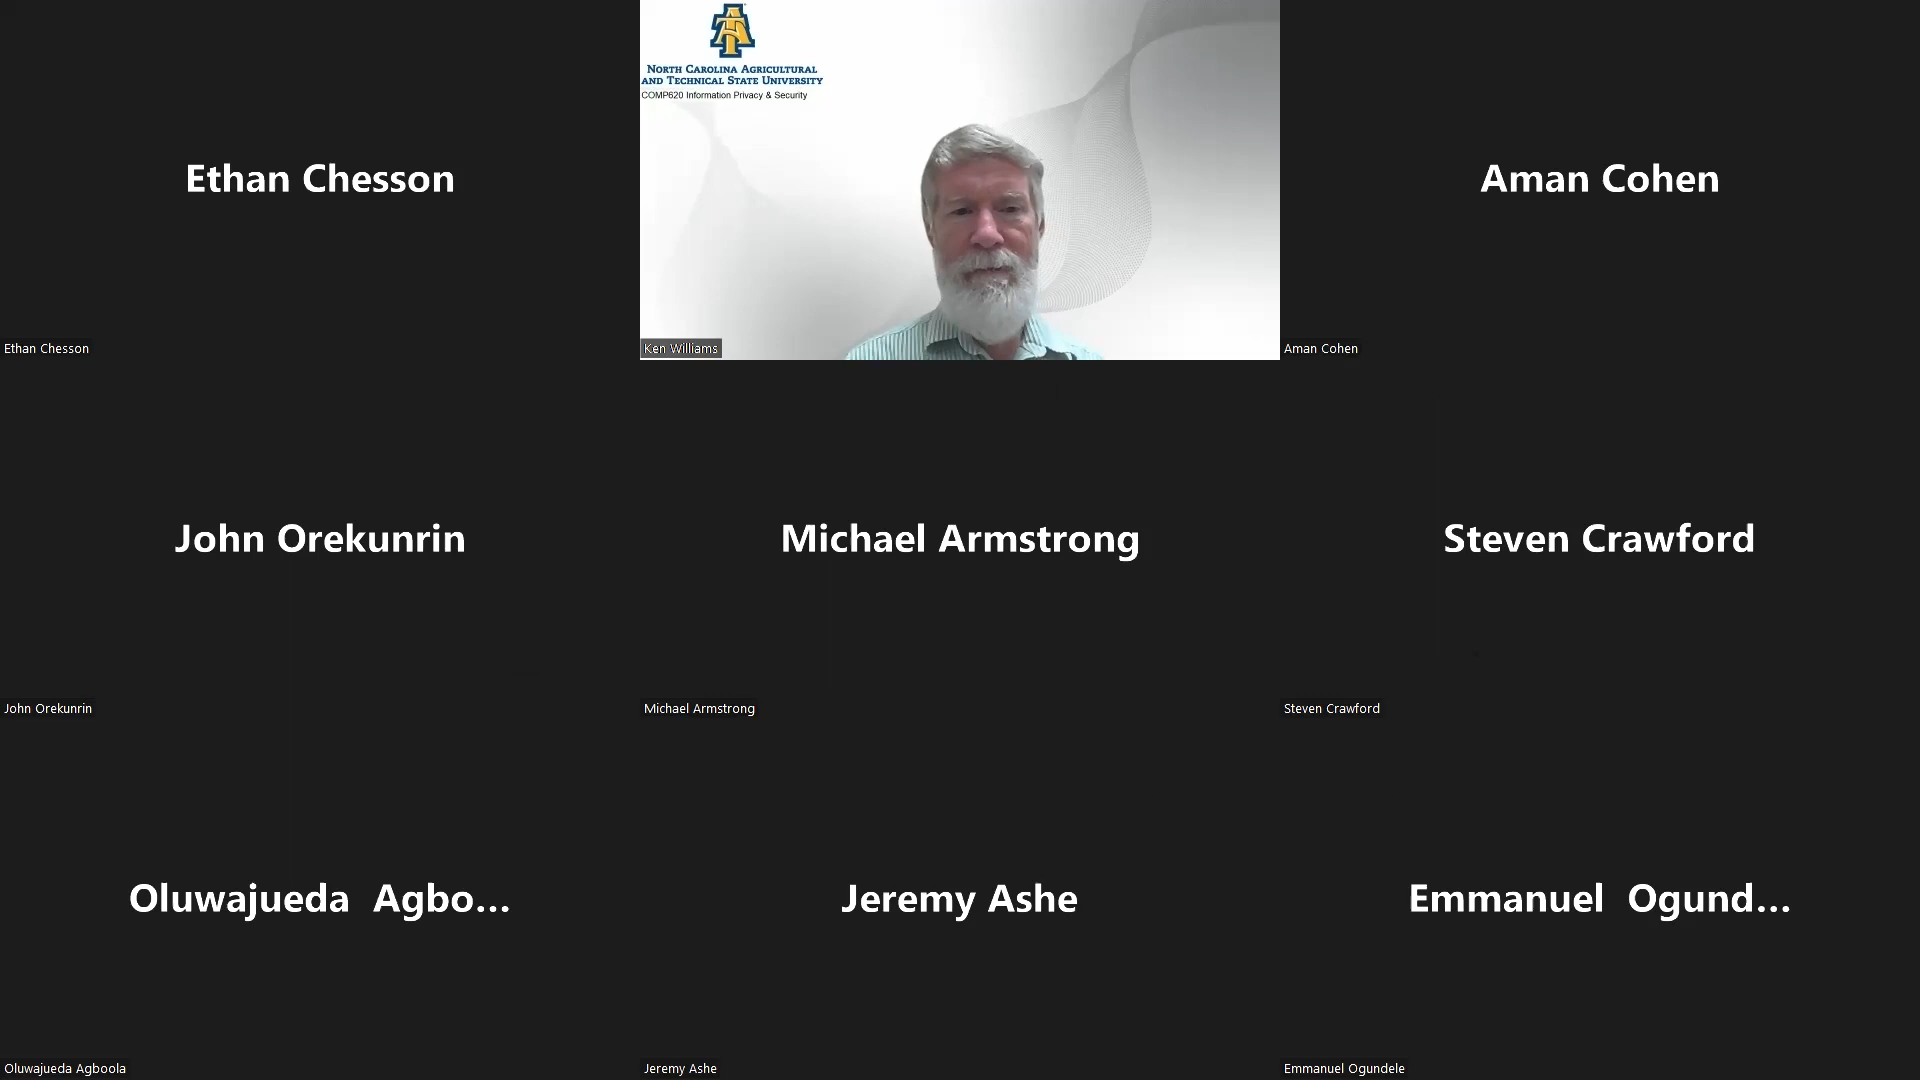 AT
NORTH CAROLINA AGRICULTURAL
AND TECHNICAL STATE UNIVERSITY
COMP620 Information Privacy & Security
Ethan Chesson
Aman Cohen
Ethan Chesson
Ken Williams
Aman Cohen
John Orekunrin
Michael Armstrong
Steven Crawford
John Orekunrin
Michael Armstrong
Steven Crawford
Oluwajueda  Agbo...
Jeremy Ashe
Emmanuel  Ogund...
Oluwajueda Agboola
Jeremy Ashe
Emmanuel Ogundele